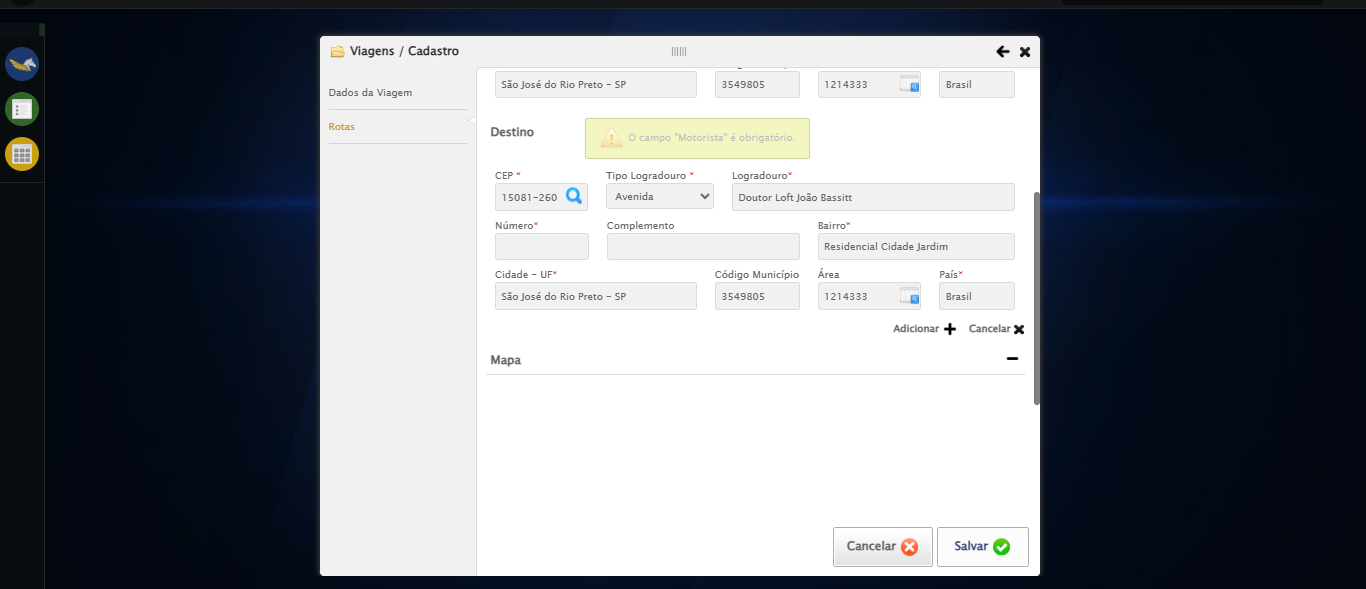 Viagens / Cadastro
Dados da Viagem
Rotas
São José do Rio Preto - SP 3549805 1214333 Brasil
Destino
O campo "Motorista" é obrigatório.
CEP * Tipo Logradouro * Logradouro*
15081-260 Avenida Doutor Loft João Bassitt
Número* Complemento Bairro*
Residencial Cidade Jardim
Cidade - UF* Código Município Área País*
São José do Rio Preto - SP 3549805 1214333 Brasil
Adicionar Cancelar
Mapa
Cancelar Salvar